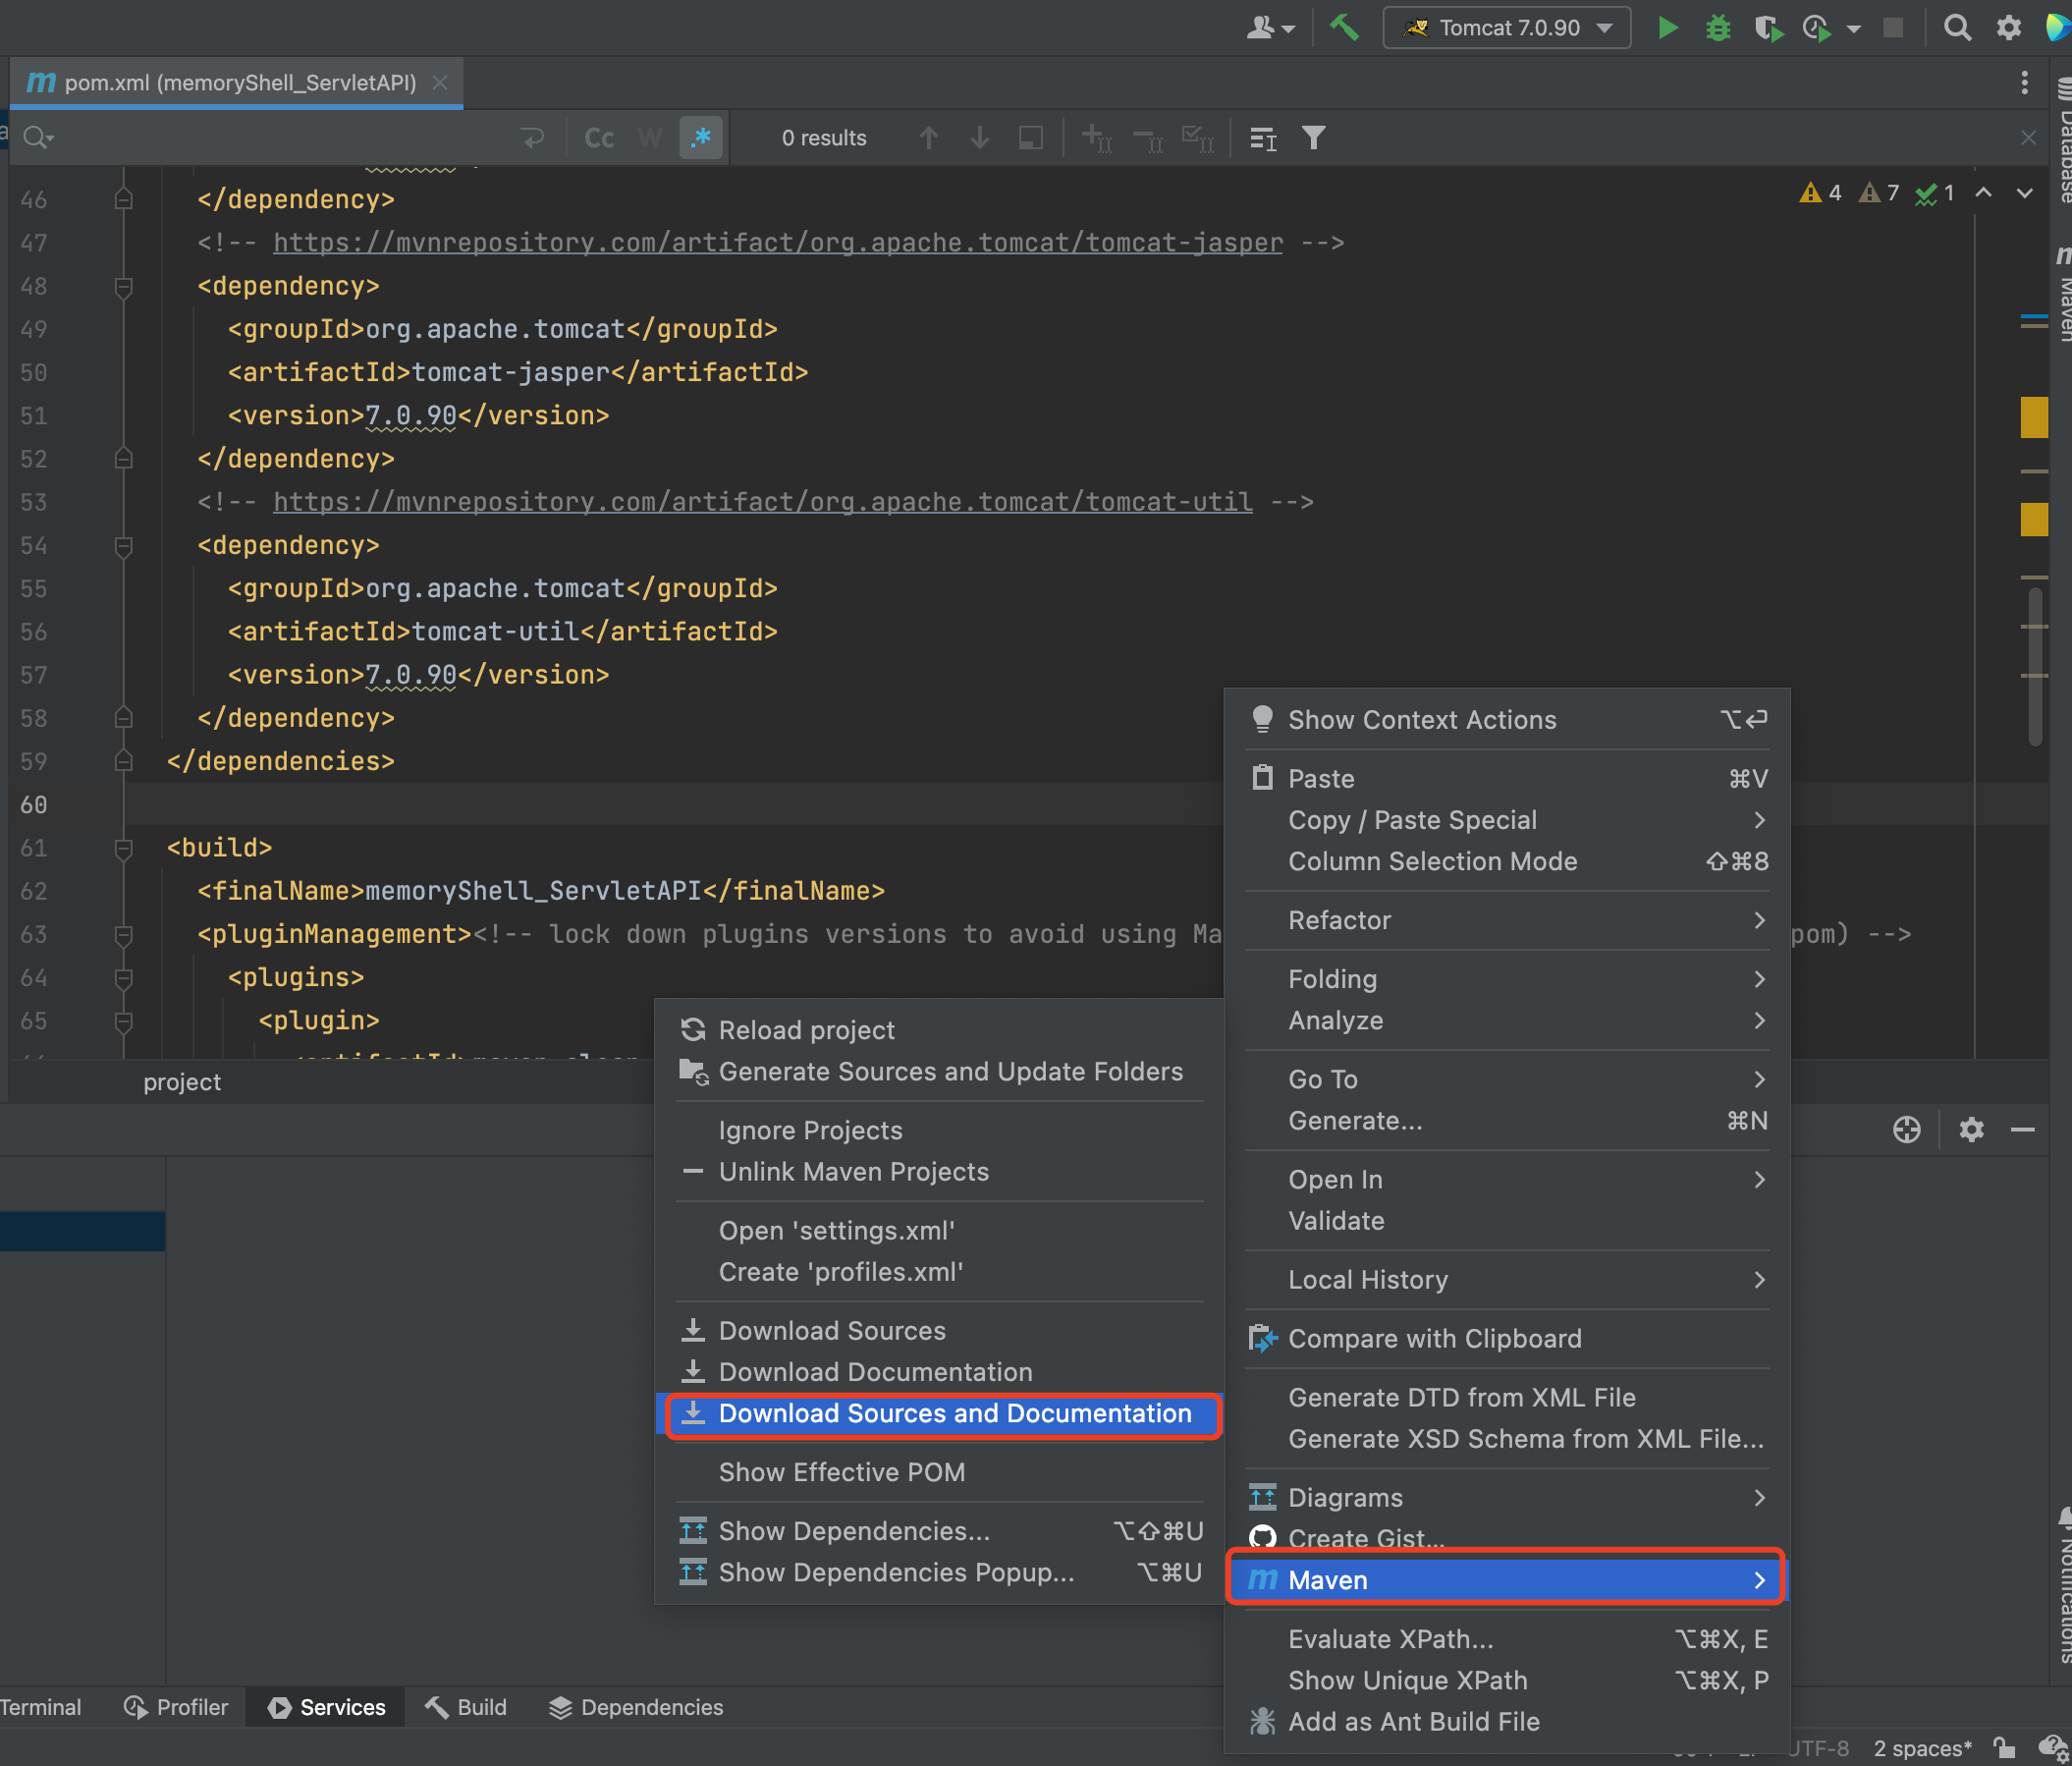 Tomcat 7.0.90
pom.xml (memoryShell_ServletAPI)
Cc W .* 0 results
4 7 1
46 </dependency>
47 <!-- https://mvnrepository.com/artifact/org.apache.tomcat/tomcat-jasper -->
48 <dependency>
49 <groupId>org.apache.tomcat</groupId>
50 <artifactId>tomcat-jasper</artifactId>
51 <version>7.0.90</version>
52 </dependency>
53 <!-- https://mvnrepository.com/artifact/org.apache.tomcat/tomcat-util -->
54 <dependency>
55 <groupId>org.apache.tomcat</groupId>
56 <artifactId>tomcat-util</artifactId>
57 <version>7.0.90</version>
58 </dependency>
59 </dependencies>
60
61 <build>
62 <finalName>memoryShell_ServletAPI</finalName>
63 <pluginManagement><!-- lock down plugins versions to avoid using Ma pom) -->
64 <plugins>
65 <plugin>
project
Show Context Actions ⌥⏎
Paste ⌘V
Copy / Paste Special
Column Selection Mode ⇧⌘8
Refactor
Folding
Analyze
Go To
Generate... ⌘N
Open In
Validate
Local History
Compare with Clipboard
Generate DTD from XML File
Generate XSD Schema from XML File...
Diagrams
Create Gist...
Maven
Evaluate XPath... ⌥⌘X, E
Show Unique XPath ⌥⌘X, P
Add as Ant Build File
Reload project
Generate Sources and Update Folders
Ignore Projects
Unlink Maven Projects
Open 'settings.xml'
Create 'profiles.xml'
Download Sources
Download Documentation
Download Sources and Documentation
Show Effective POM
Show Dependencies... ⌥⇧⌘U
Show Dependencies Popup... ⌥⌘U
Database
Maven
Notifications
Terminal Profiler Services Build Dependencies
UTF-8 2 spaces*